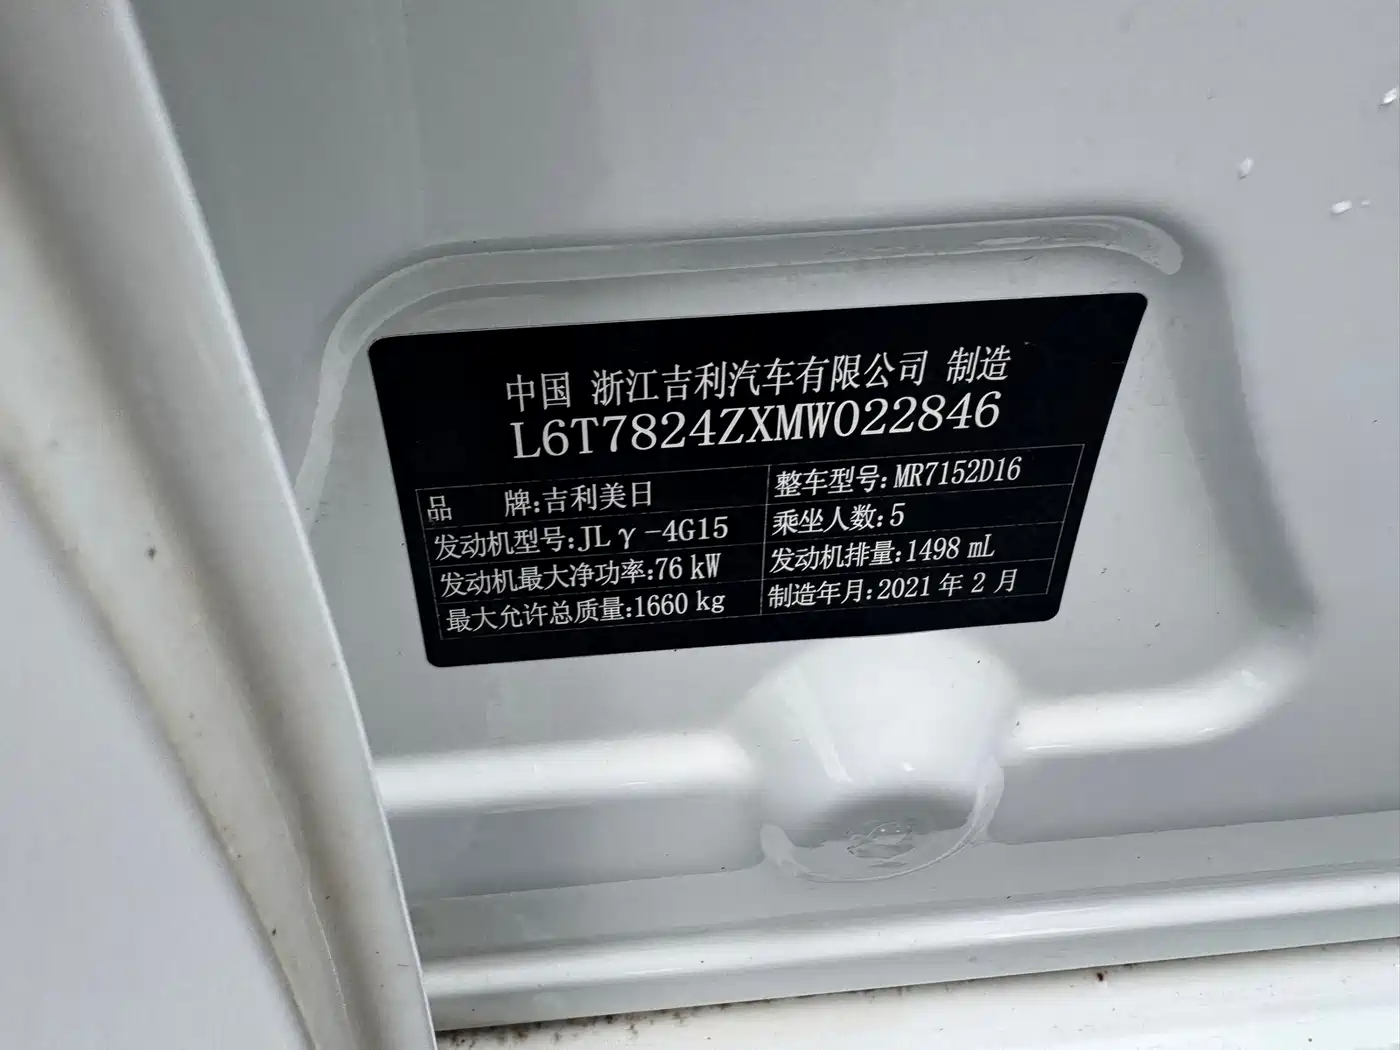 中国 浙江吉利汽车有限公司 制造
L6T7824ZXMW022846
品 牌:吉利美日
整车型号:MR7152D16
发动机型号:JLγ-4G15
乘坐人数:5
发动机最大净功率:76 kW
发动机排量:1498 mL
最大允许总质量:1660 kg
制造年月:2021 年 2 月